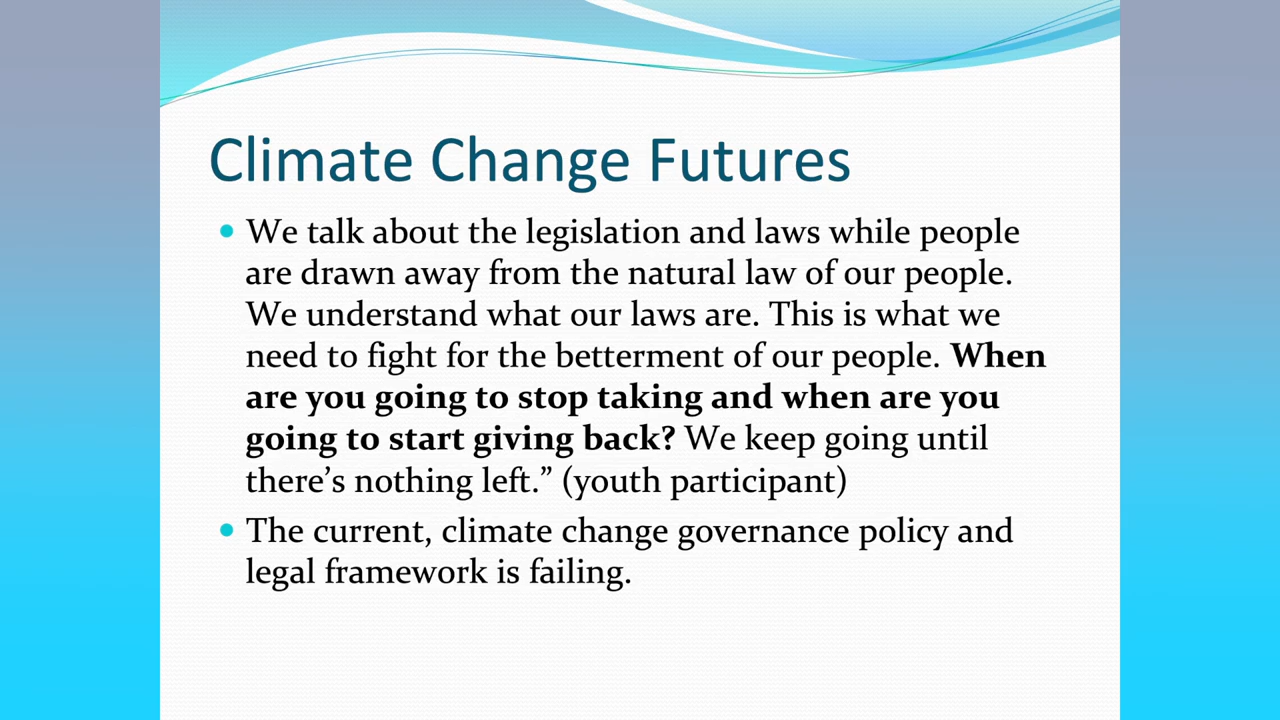 Climate Change Futures
• We talk about the legislation and laws while people
are drawn away from the natural law of our people.
We understand what our laws are. This is what we
need to fight for the betterment of our people. When
are you going to stop taking and when are you
going to start giving back? We keep going until
there’s nothing left.” (youth participant)
• The current, climate change governance policy and
legal framework is failing.